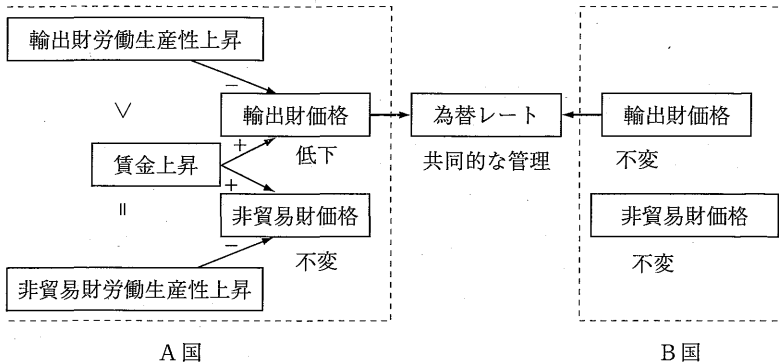 輸出財労働生産性上昇
−
∨
輸出財価格
為替レート
輸出財価格
+
低下
共同的な管理
不変
賃金上昇
+
=
非貿易財価格
非貿易財価格
−
不変
不変
非貿易財労働生産性上昇
A国
B国